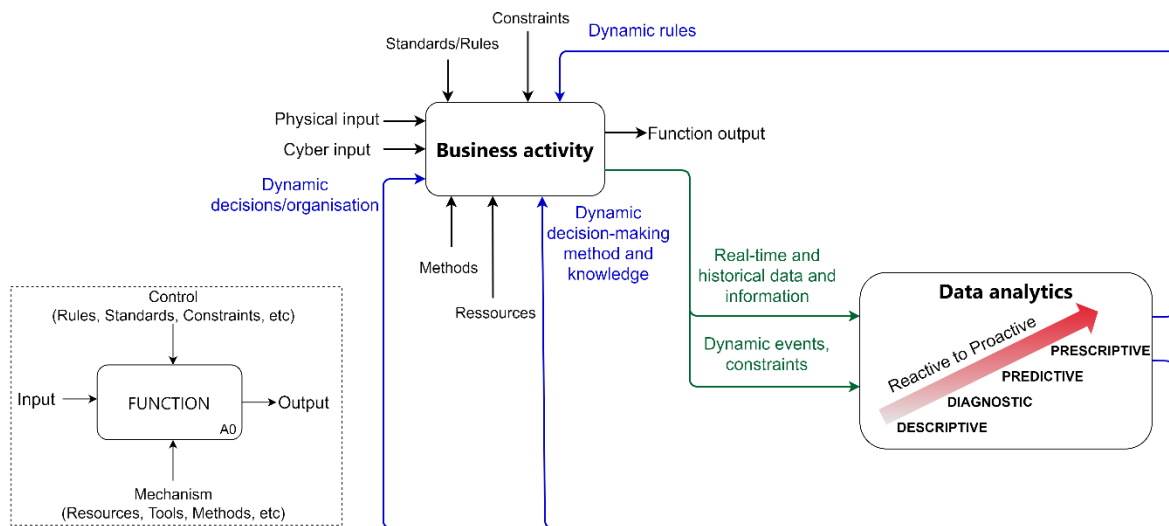 Constraints
Standards/Rules
Dynamic rules
Physical input
Cyber input
Business activity
Function output
Dynamic
decisions/organisation
Dynamic
decision-making
method and
knowledge
Methods
Ressources
Real-time and
historical data and
information
Dynamic events,
constraints
Data analytics
Reactive to Proactive
PRESCRIPTIVE
PREDICTIVE
DIAGNOSTIC
DESCRIPTIVE
Control
(Rules, Standards, Constraints, etc)
Input
FUNCTION
A0
Output
Mechanism
(Resources, Tools, Methods, etc)